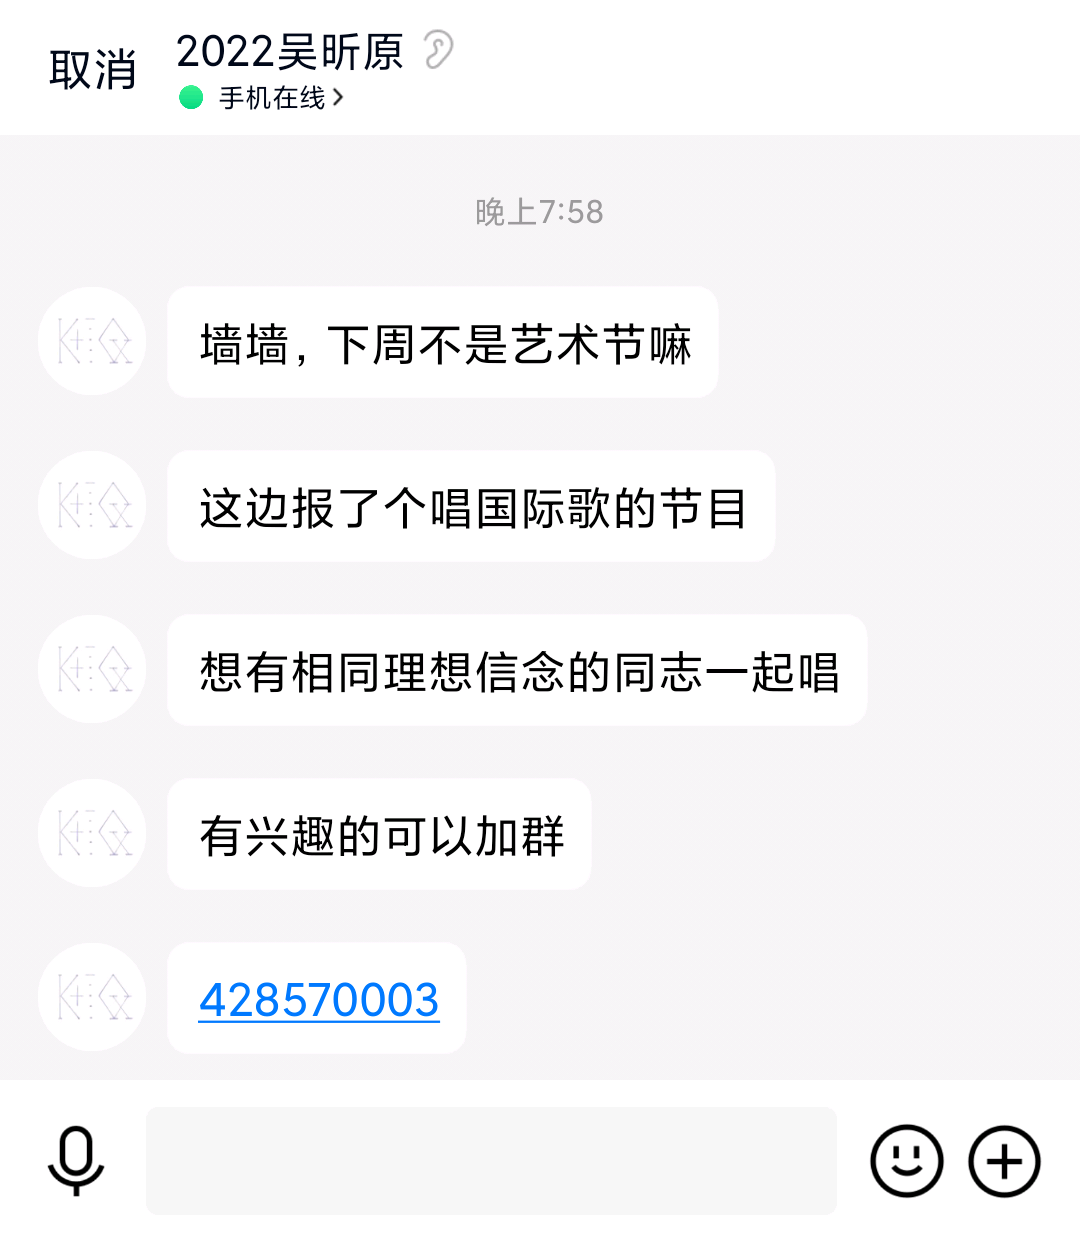 取消
2022吴昕原
手机在线
晚上7:58
墙墙，下周不是艺术节嘛
这边报了个唱国际歌的节目
想有相同理想信念的同志一起唱
有兴趣的可以加群
428570003